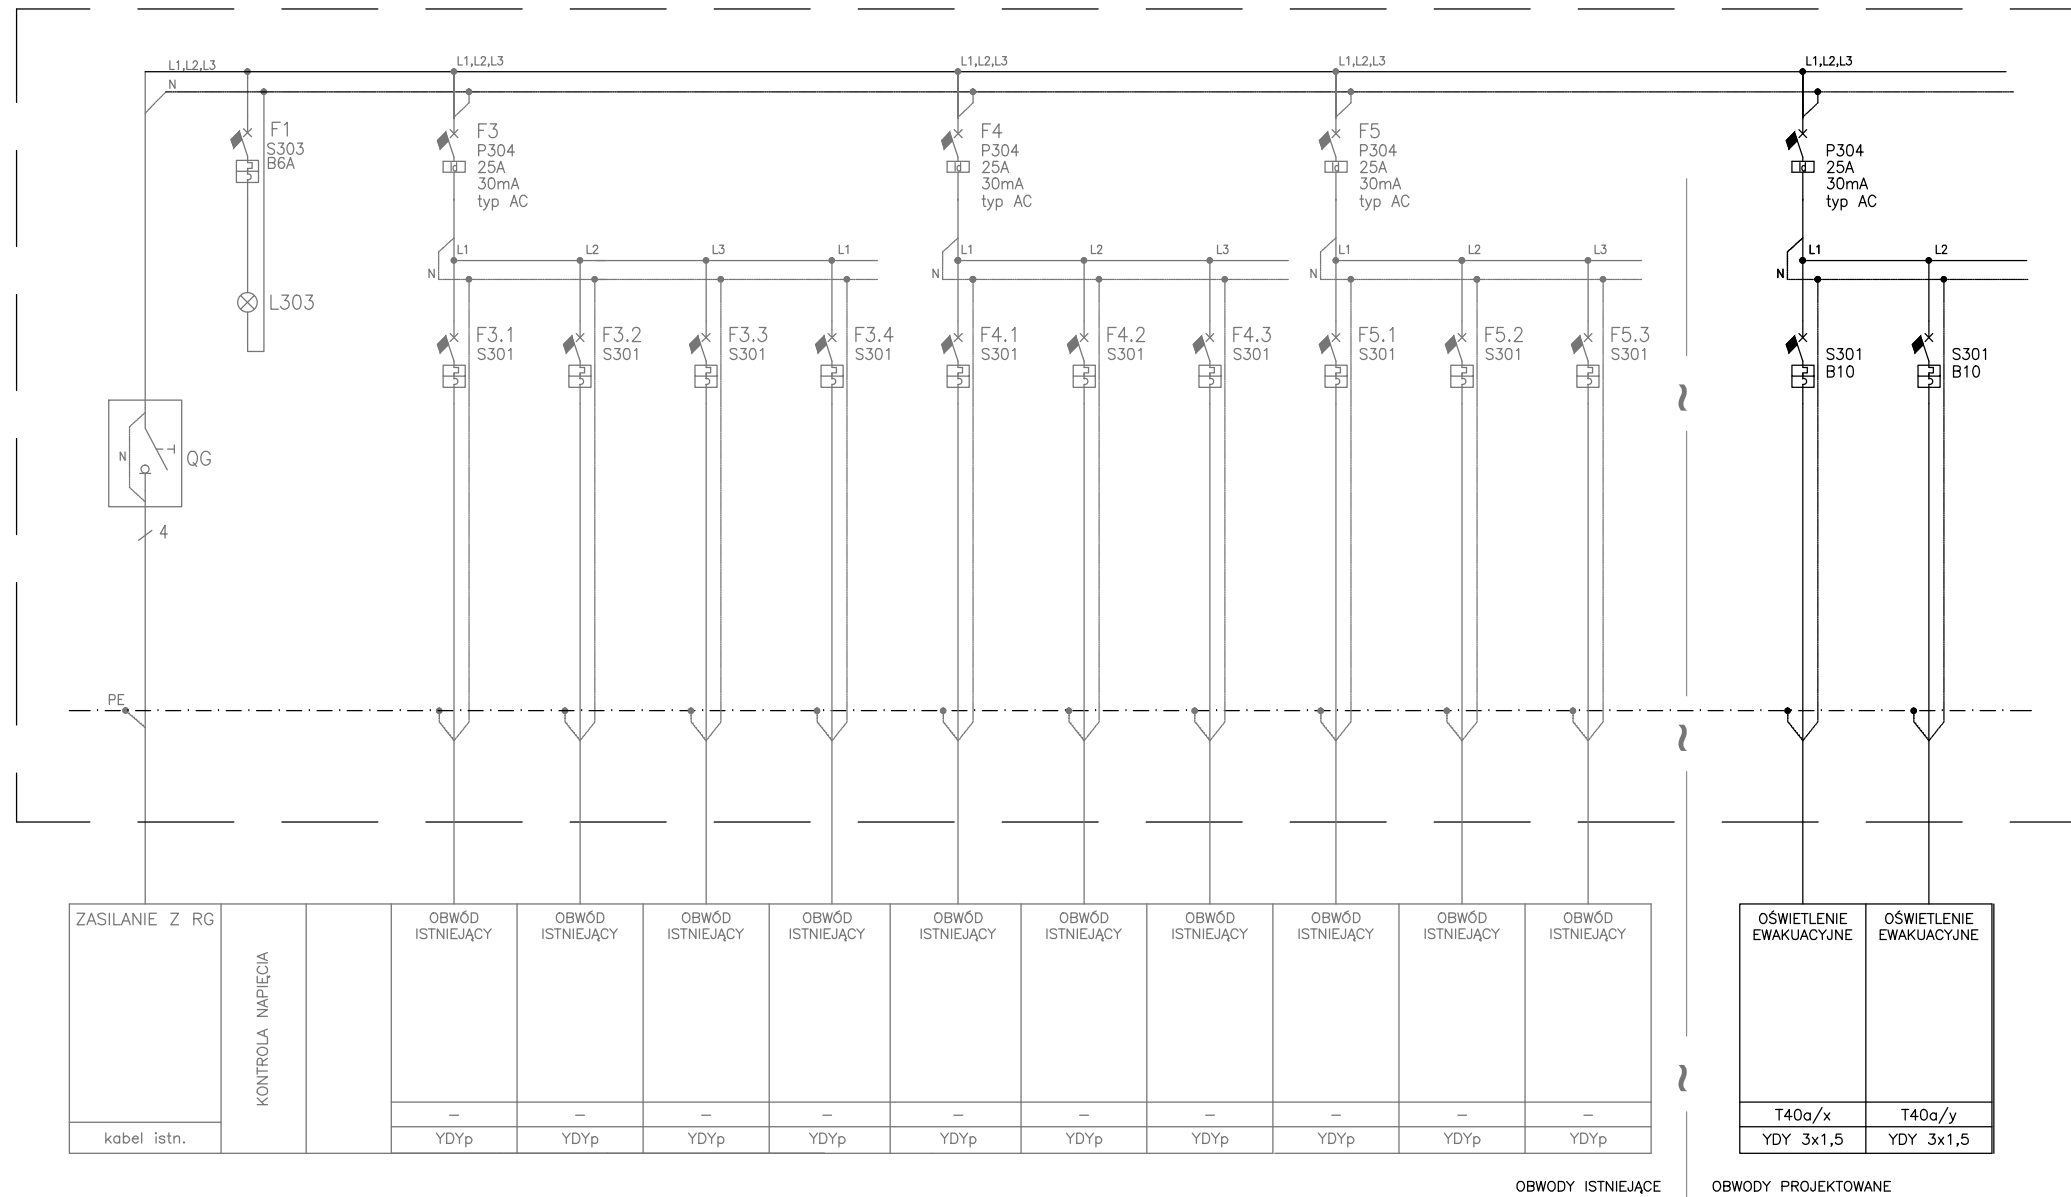 L1,L2,L3
L1,L2,L3
L1,L2,L3
L1,L2,L3
L1,L2,L3
N
F1
S303
B6A
F3
P304
25A
30mA
typ AC
F4
P304
25A
30mA
typ AC
F5
P304
25A
30mA
typ AC
P304
25A
30mA
typ AC
L1
L2
L3
L1
L1
L2
L3
L1
L2
L3
L1
L2
N
N
N
N
L303
F3.1
S301
F3.2
S301
F3.3
S301
F3.4
S301
F4.1
S301
F4.2
S301
F4.3
S301
F5.1
S301
F5.2
S301
F5.3
S301
S301
B10
S301
B10
N
QG
4
PE
ZASILANIE Z RG
kabel istn.
KONTROLA NAPIĘCIA
OBWÓD
ISTNIEJĄCY
–
YDYp
OBWÓD
ISTNIEJĄCY
–
YDYp
OBWÓD
ISTNIEJĄCY
–
YDYp
OBWÓD
ISTNIEJĄCY
–
YDYp
OBWÓD
ISTNIEJĄCY
–
YDYp
OBWÓD
ISTNIEJĄCY
–
YDYp
OBWÓD
ISTNIEJĄCY
–
YDYp
OBWÓD
ISTNIEJĄCY
–
YDYp
OBWÓD
ISTNIEJĄCY
–
YDYp
OBWÓD
ISTNIEJĄCY
–
YDYp
OŚWIETLENIE
EWAKUACYJNE
T40a/x
YDY 3x1,5
OŚWIETLENIE
EWAKUACYJNE
T40a/y
YDY 3x1,5
OBWODY ISTNIEJĄCE
OBWODY PROJEKTOWANE